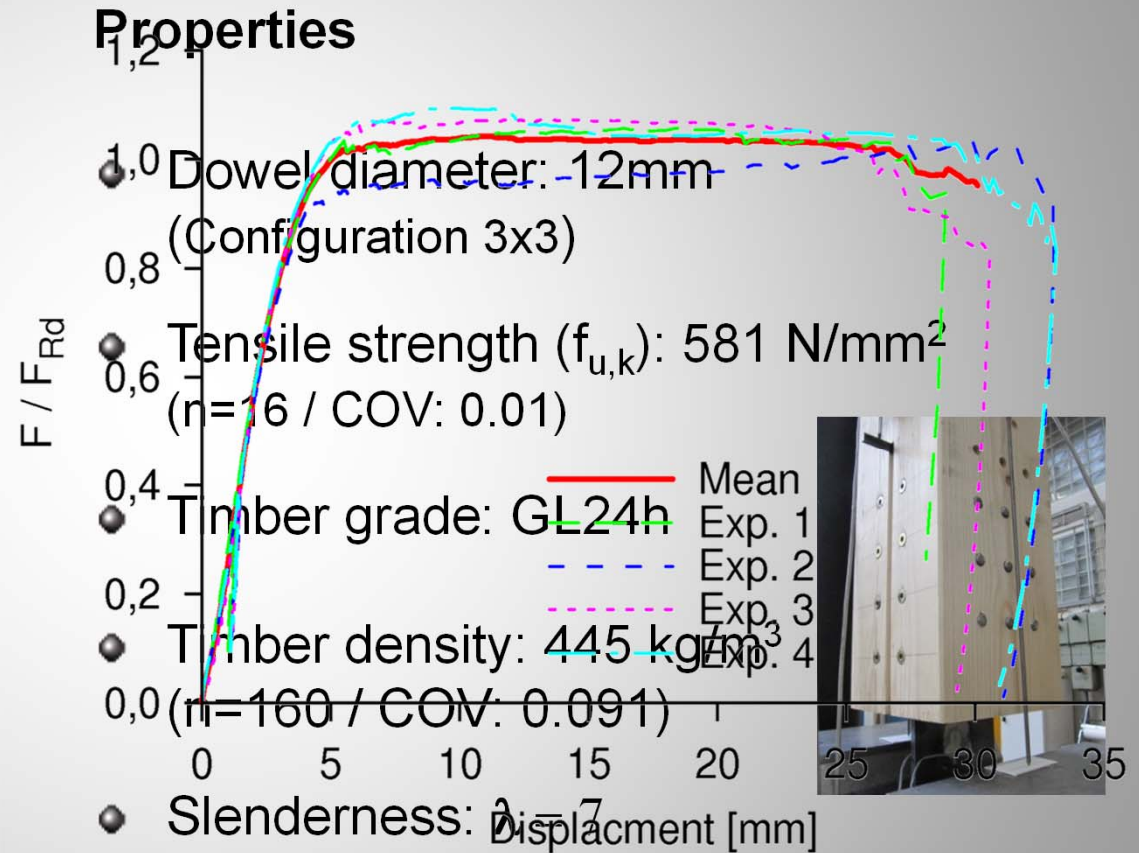 Properties
1,2
1,0
Dowel diameter: 12mm
(Configuration 3x3)
0,8
F / FRd
Tensile strength (fu,k): 581 N/mm2
0,6
(n=16 / COV: 0.01)
0,4
Mean
Timber grade: GL24h
Exp. 1
Exp. 2
0,2
Exp. 3
Timber density: 445 kg/m3
Exp. 4
0,0
(n=160 / COV: 0.091)
0 5 10 15 20 25 30 35
Slenderness: λ = 7
Displacment [mm]